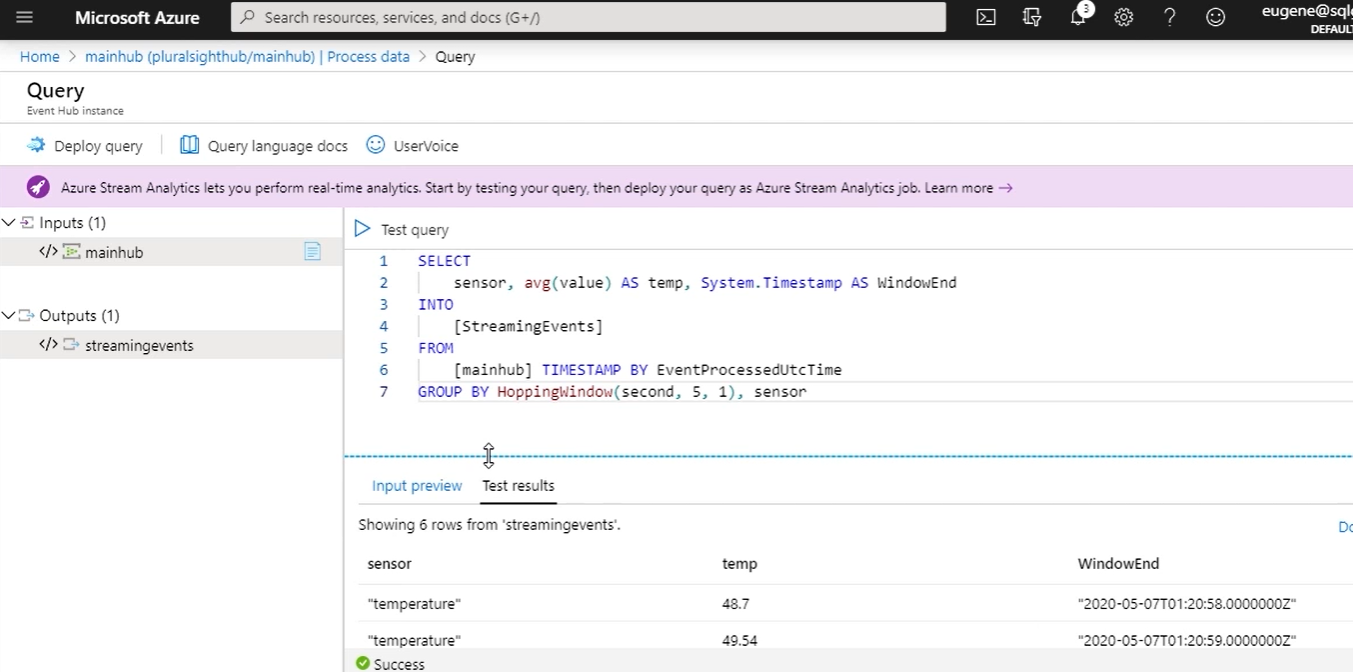 Microsoft Azure
Search resources, services, and docs (G+/)
3
eugene@sqlg
DEFAULT
Home > mainhub (pluralsighthub/mainhub) | Process data > Query
Query
Event Hub instance
Deploy query
Query language docs
UserVoice
Azure Stream Analytics lets you perform real-time analytics. Start by testing your query, then deploy your query as Azure Stream Analytics job. Learn more →
Inputs (1)
</> mainhub
Outputs (1)
</> streamingevents
Test query
1 SELECT
2 sensor, avg(value) AS temp, System.Timestamp AS WindowEnd
3 INTO
4 [StreamingEvents]
5 FROM
6 [mainhub] TIMESTAMP BY EventProcessedUtcTime
7 GROUP BY HoppingWindow(second, 5, 1), sensor
Input preview Test results
Showing 6 rows from 'streamingevents'.
Do
sensor temp WindowEnd
"temperature" 48.7 "2020-05-07T01:20:58.0000000Z"
"temperature" 49.54 "2020-05-07T01:20:59.0000000Z"
Success